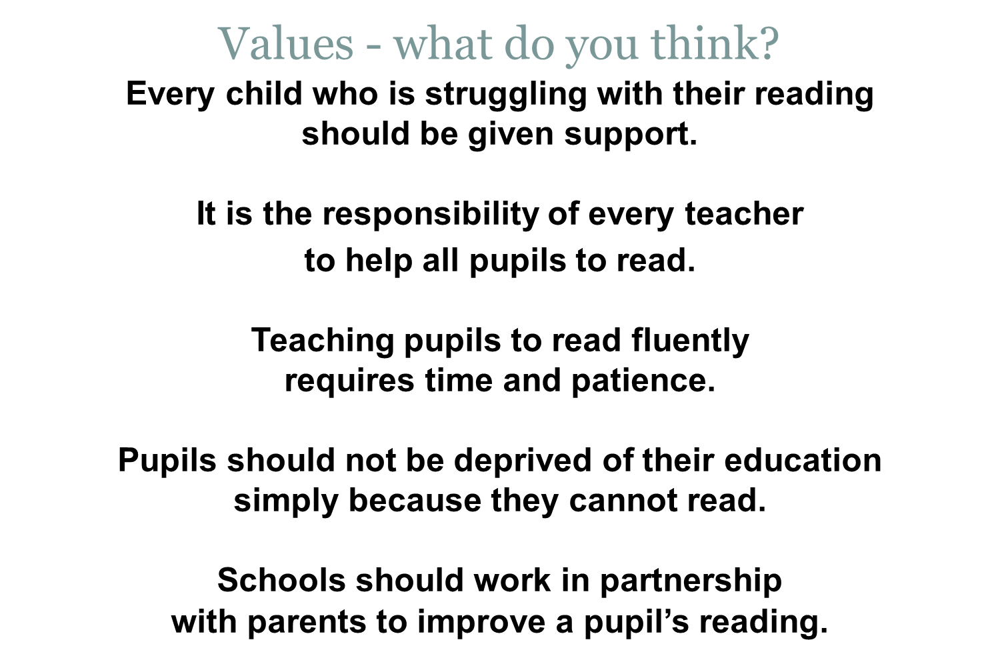 Values - what do you think?
Every child who is struggling with their reading
should be given support.
It is the responsibility of every teacher
to help all pupils to read.
Teaching pupils to read fluently
requires time and patience.
Pupils should not be deprived of their education
simply because they cannot read.
Schools should work in partnership
with parents to improve a pupil’s reading.